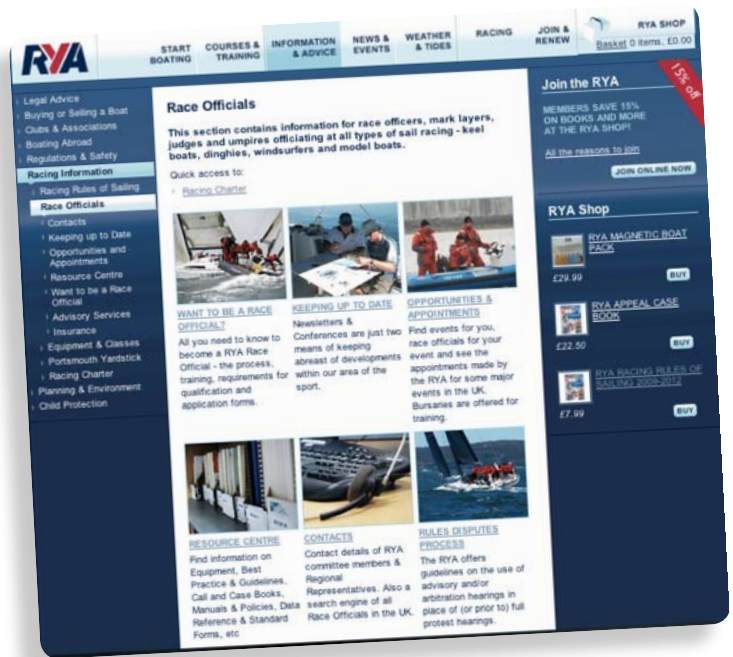 RYA
START
BOATING
COURSES &
TRAINING
INFORMATION
& ADVICE
NEWS &
EVENTS
WEATHER
& TIDES
RACING
JOIN &
RENEW
RYA SHOP
Basket 0 items, £0.00
Legal Advice
Buying or Selling a Boat
Clubs & Associations
Boating Abroad
Regulations & Safety
Racing Information
Racing Rules of Sailing
Race Officials
Contacts
Keeping up to Date
Opportunities and
Appointments
Resource Centre
Want to be a Race
Official
Advisory Services
Insurance
Equipment & Classes
Portsmouth Yardstick
Racing Charter
Planning & Environment
Child Protection
Race Officials
This section contains information for race officers, mark layers,
judges and umpires officiating at all types of sail racing - keel
boats, dinghies, windsurfers and model boats.
Quick access to:
Racing Charter
WANT TO BE A RACE
OFFICIAL?
All you need to know to
become a RYA Race
Official - the process,
training, requirements for
qualification and
application forms.
KEEPING UP TO DATE
Newsletters &
Conferences are just two
means of keeping
abreast of developments
within our area of the
sport.
OPPORTUNITIES &
APPOINTMENTS
Find events for you,
race officials for your
event and see the
appointments made by
the RYA for some major
events in the UK.
Bursaries are offered for
training.
RESOURCE CENTRE
Find information on
Equipment, Best
Practice & Guidelines,
Call and Case Books,
Manuals & Policies, Data
Reference & Standard
Forms, etc
CONTACTS
Contact details of RYA
committee members &
Regional
Representatives. Also a
search engine of all
Race Officials in the UK.
RULES DISPUTES
PROCESS
The RYA offers
guidelines on the use of
advisory and/or
arbitration hearings in
place of (or prior to) full
protest hearings.
Join the RYA
15% off
MEMBERS SAVE 15%
ON BOOKS AND MORE
AT THE RYA SHOP!
All the reasons to join
JOIN ONLINE NOW
RYA Shop
RYA MAGNETIC BOAT
PACK
£29.99
BUY
RYA APPEAL CASE
BOOK
£22.50
BUY
RYA RACING RULES OF
SAILING 2009-2012
£7.99
BUY